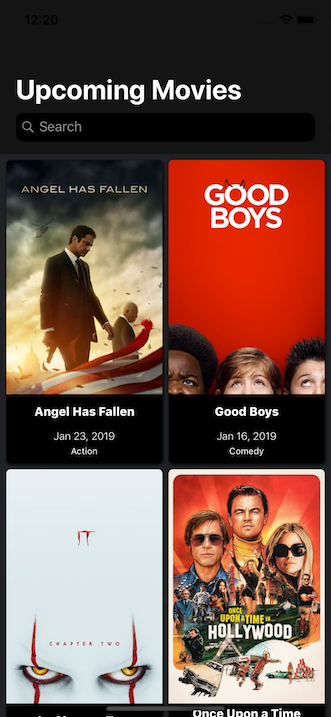 12:20
Upcoming Movies
Search
ANGEL HAS FALLEN
GOOD
BOYS
Angel Has Fallen
Good Boys
Jan 23, 2019
Jan 16, 2019
Action
Comedy
IT
CHAPTER TWO
ONCE
UPON A TIME IN...
HOLLYWOOD
Once Upon a Time